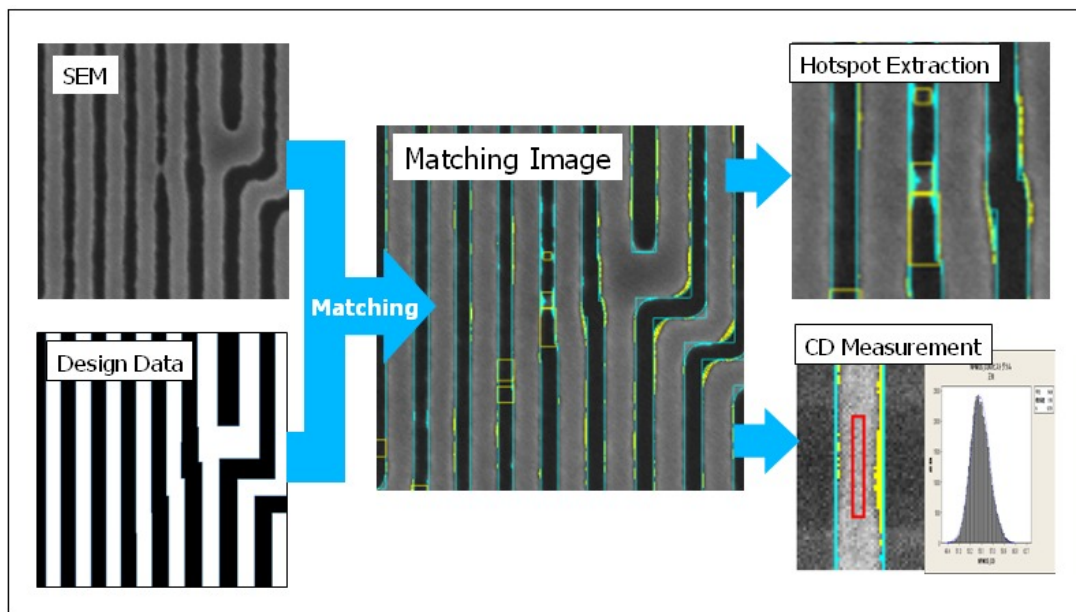 SEM
Hotspot Extraction
Matching Image
Matching
Design Data
CD Measurement